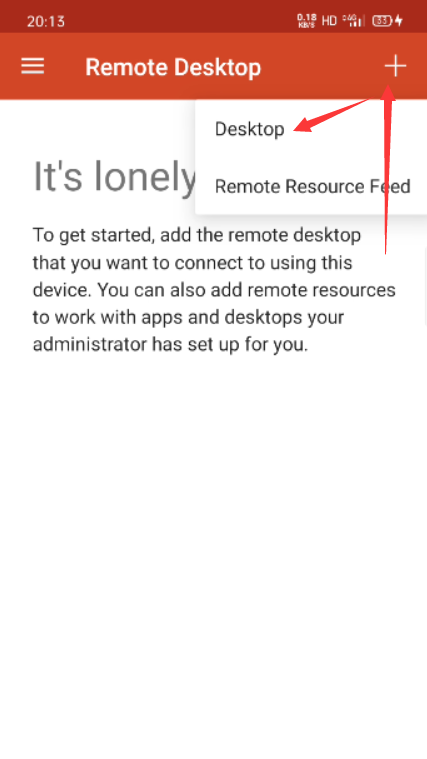 20:13
0.18 KB/S HD 4G 33
Remote Desktop
Desktop
It's lonely
Remote Resource Feed
To get started, add the remote desktop
that you want to connect to using this
device. You can also add remote resources
to work with apps and desktops your
administrator has set up for you.